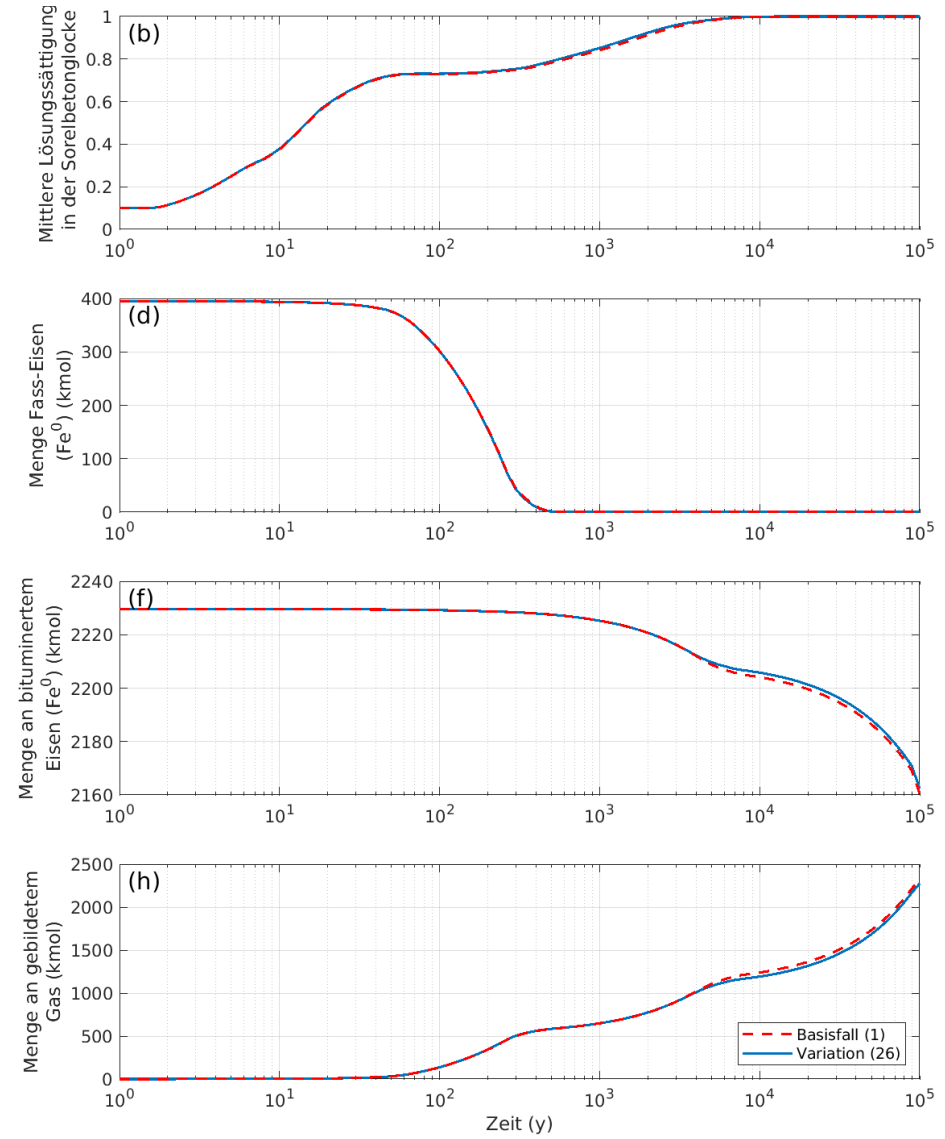 Mittlere Lösungssättigung
in der Sorelbetonglocke
(b)
1
0.8
0.6
0.4
0.2
0
10^0 10^1 10^2 10^3 10^4 10^5
Menge Fass-Eisen
(Fe^0) (kmol)
(d)
400
300
200
100
0
10^0 10^1 10^2 10^3 10^4 10^5
Menge an bituminertem
Eisen (Fe^0) (kmol)
(f)
2240
2220
2200
2180
2160
10^0 10^1 10^2 10^3 10^4 10^5
Menge an gebildetem
Gas (kmol)
(h)
2500
2000
1500
1000
500
0
Basisfall (1)
Variation (26)
10^0 10^1 10^2 10^3 10^4 10^5
Zeit (y)